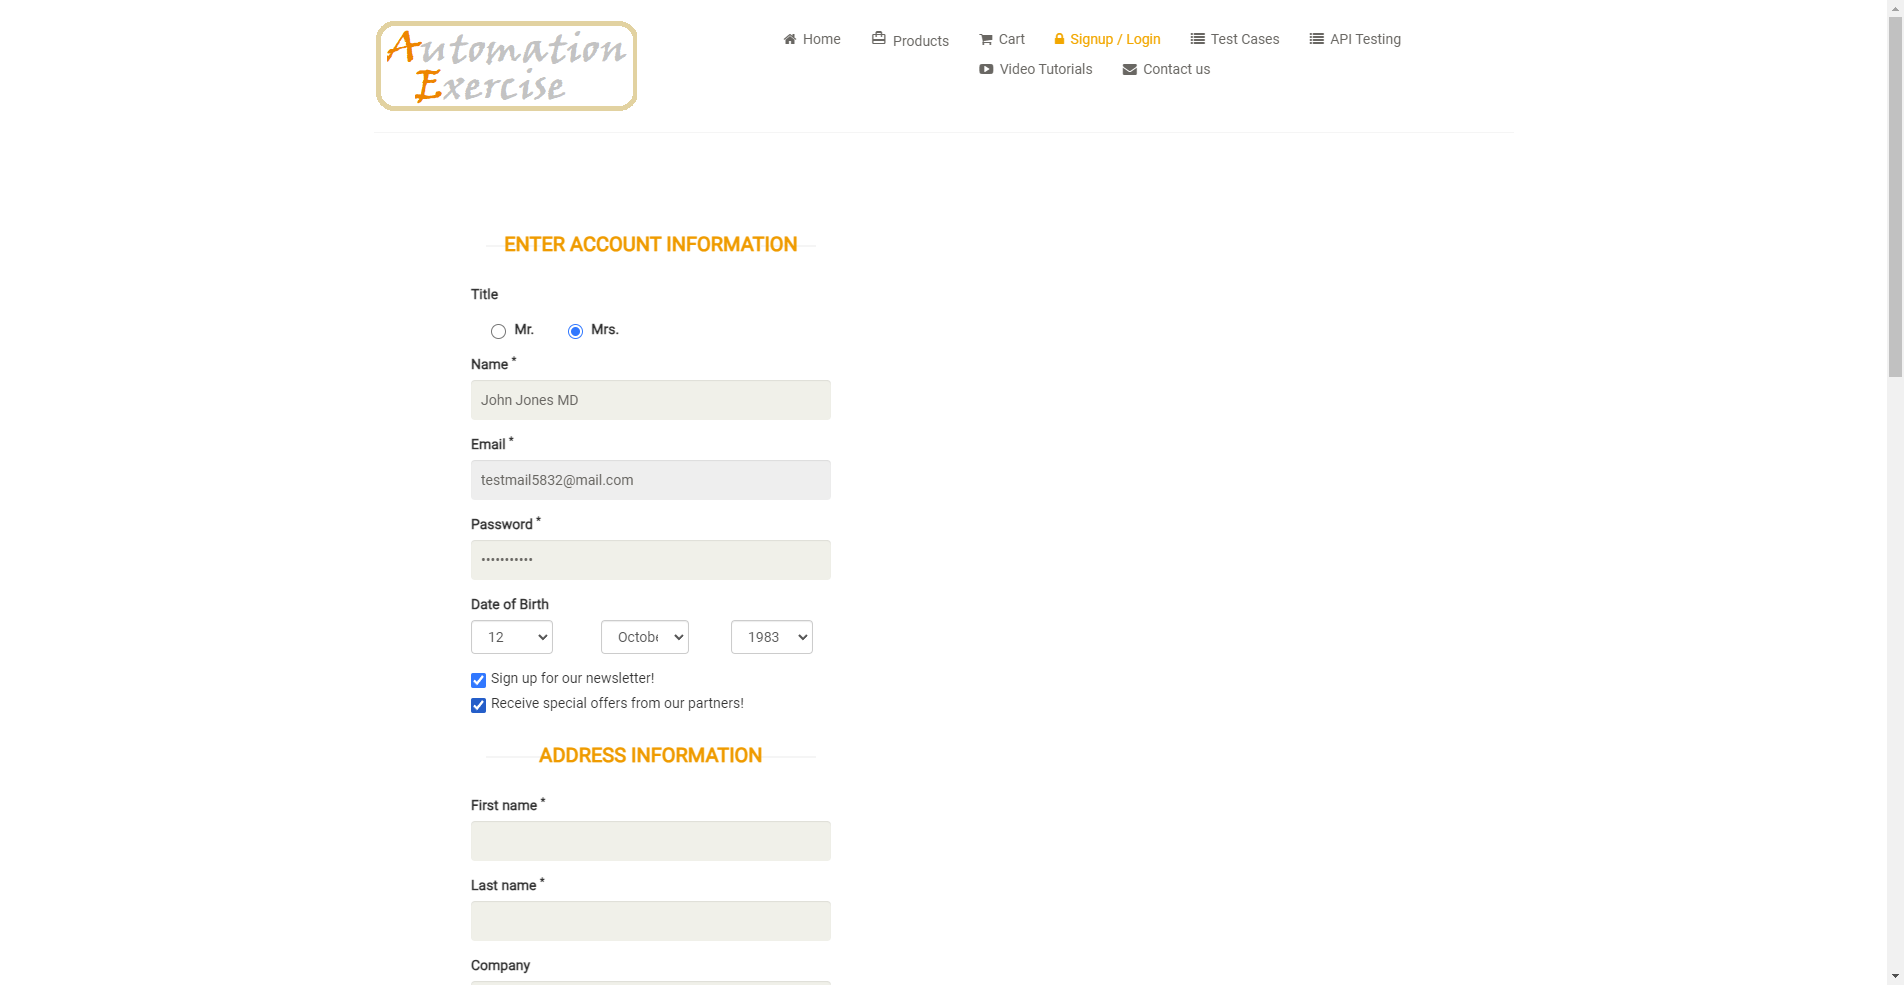 Automation
Exercise
Home
Products
Cart
Signup / Login
Test Cases
API Testing
Video Tutorials
Contact us
ENTER ACCOUNT INFORMATION
Title
Mr.
Mrs.
Name *
John Jones MD
Email *
testmail5832@mail.com
Password *
•••••••••••
Date of Birth
12
Octobe
1983
Sign up for our newsletter!
Receive special offers from our partners!
ADDRESS INFORMATION
First name *
Last name *
Company